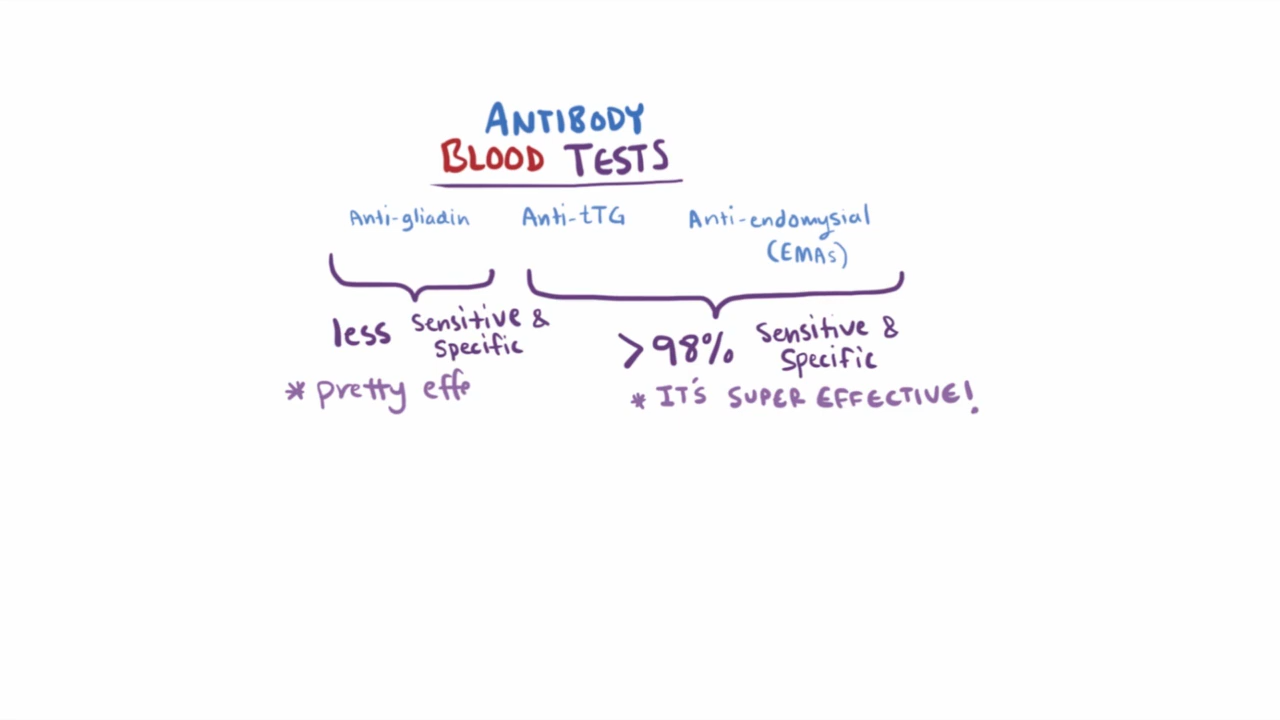 ANTIBODY
BLOOD TESTS
Anti-gliadin
Anti-tTG
Anti-endomysial
(EMAs)
less sensitive &
specific
>98% sensitive &
specific
* pretty effe
* IT'S SUPER EFFECTIVE!